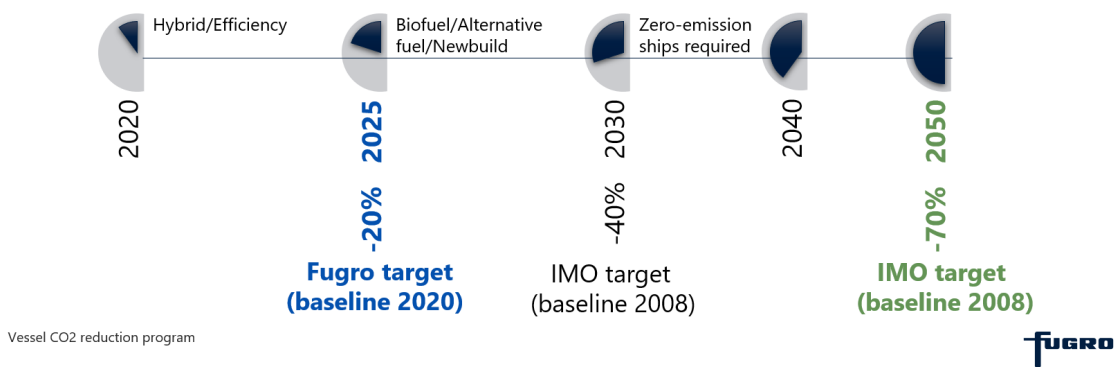 Hybrid/Efficiency
Biofuel/Alternative
fuel/Newbuild
Zero-emission
ships required
2020
2025
2030
2040
2050
-20%
-40%
-70%
Fugro target
(baseline 2020)
IMO target
(baseline 2008)
IMO target
(baseline 2008)
Vessel CO2 reduction program
FUGRO